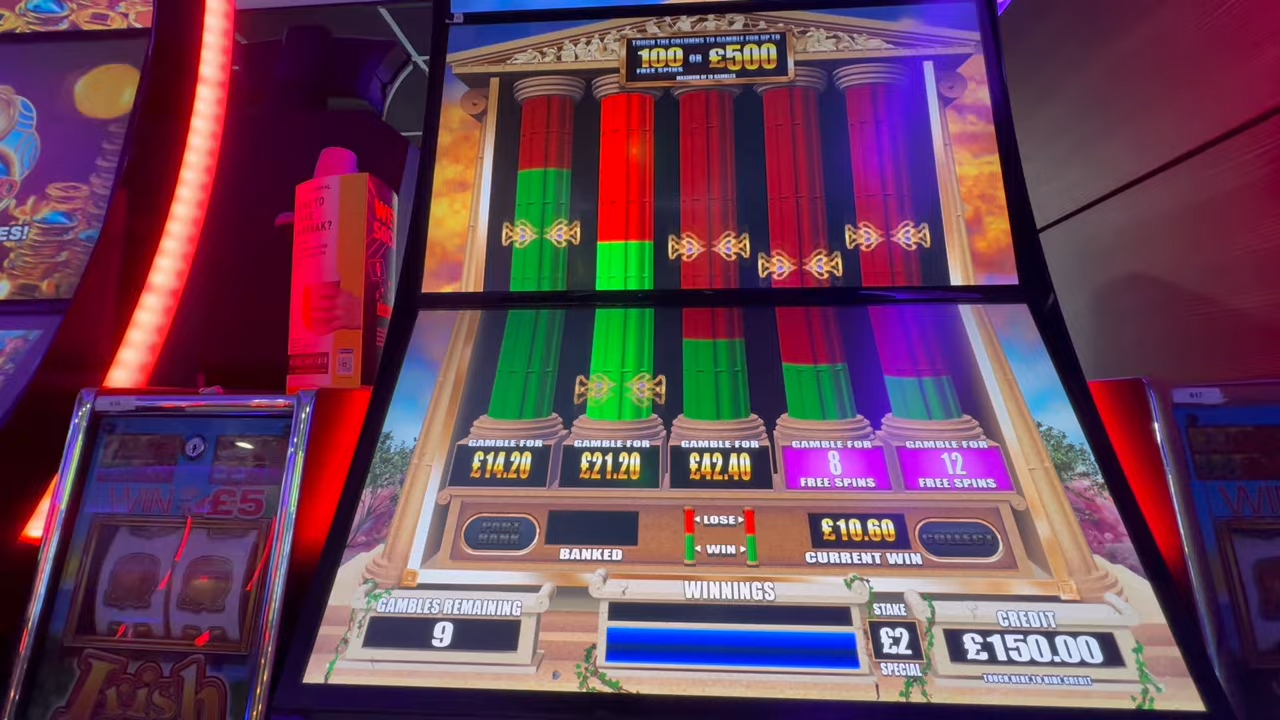 TOUCH THE COLUMNS TO GAMBLE FOR UP TO
100 OR £500
FREE SPINS
MAXIMUM OF 10 GAMBLES
ES!
GAMBLE FOR
£14.20
GAMBLE FOR
£21.20
GAMBLE FOR
£42.40
GAMBLE FOR
8
FREE SPINS
GAMBLE FOR
12
FREE SPINS
PART
BANK
BANKED
LOSE
WIN
£10.60
CURRENT WIN
COLLECT
GAMBLES REMAINING
9
WINNINGS
STAKE
£2
SPECIAL
CREDIT
£150.00
TOUCH HERE TO HIDE CREDIT
WIN £5
Irish